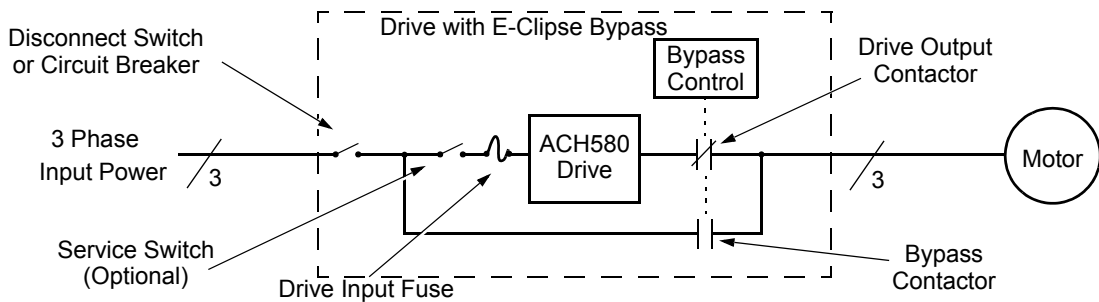 Drive with E-Clipse Bypass
Disconnect Switch
or Circuit Breaker
Bypass
Control
Drive Output
Contactor
3 Phase
Input Power
3
ACH580
Drive
3
Motor
Service Switch
(Optional)
Drive Input Fuse
Bypass
Contactor